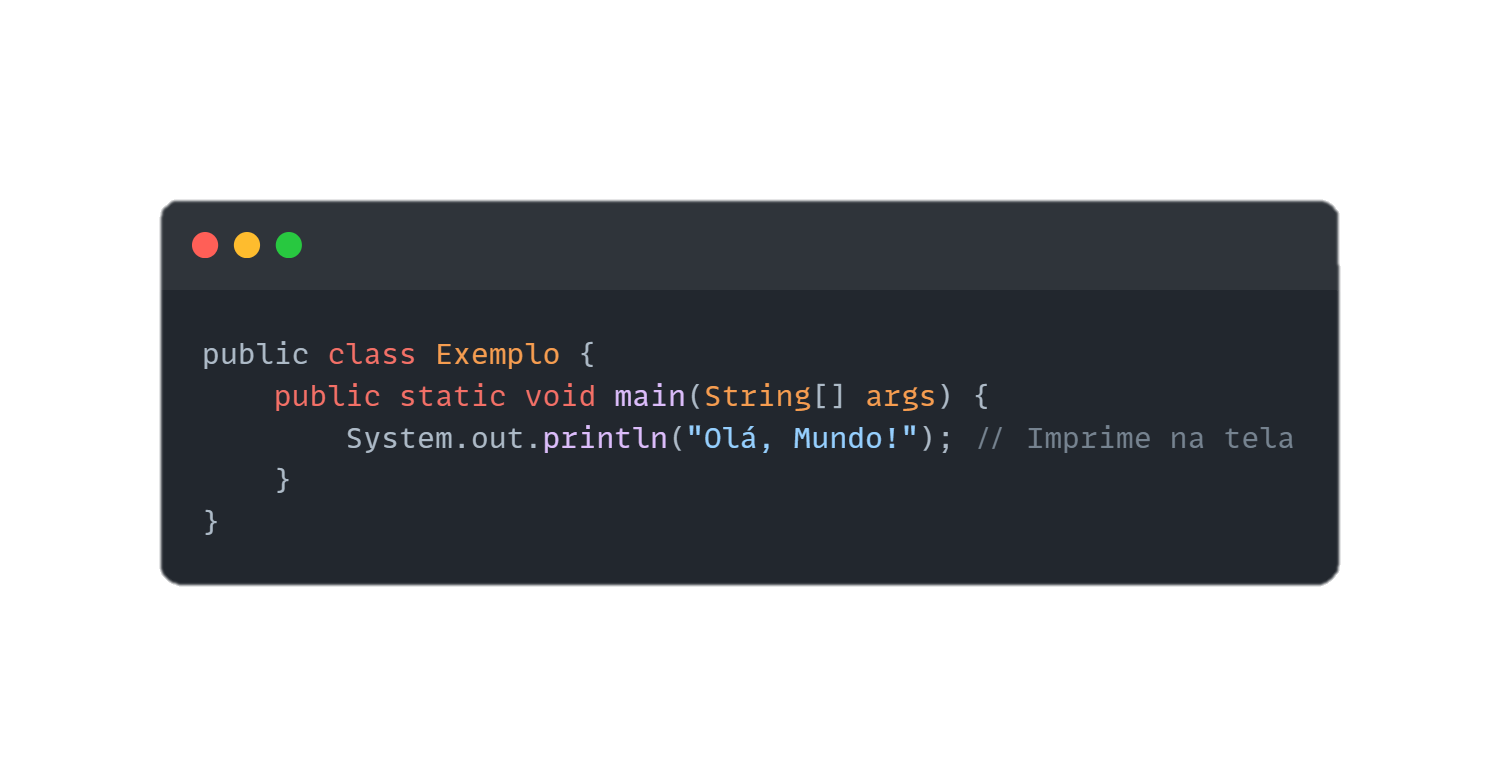 public class Exemplo {
    public static void main(String[] args) {
        System.out.println("Olá, Mundo!"); // Imprime na tela
    }
}